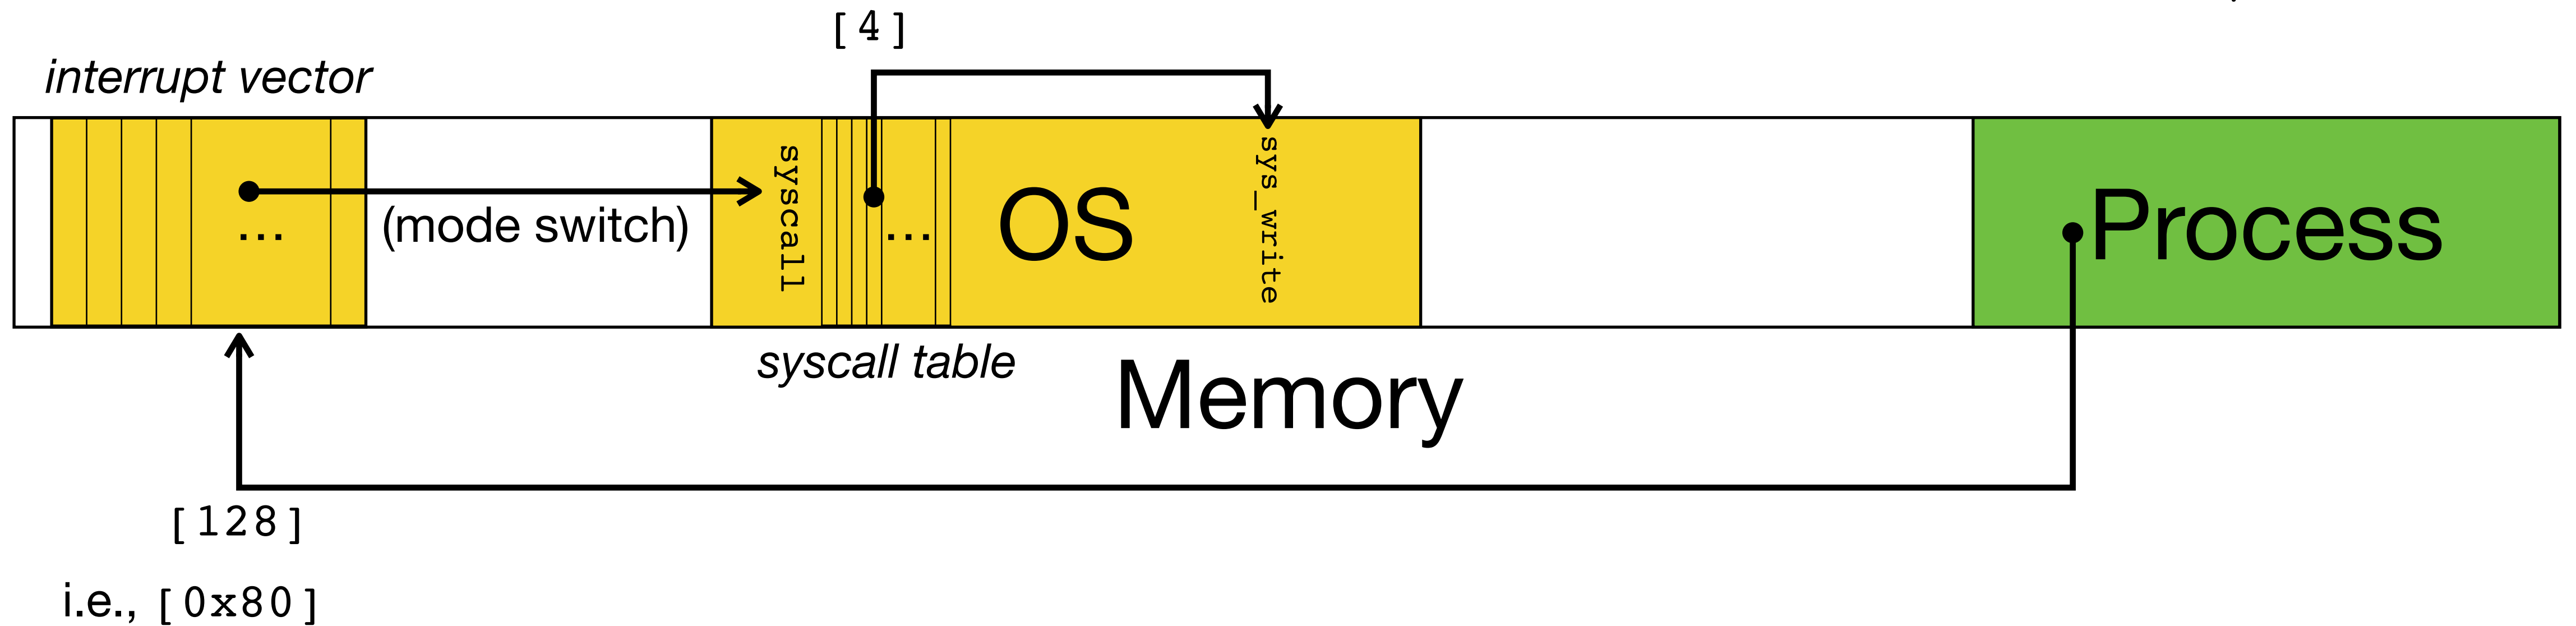 [4]
interrupt vector
syscall
sys_write
...
(mode switch)
...
OS
Process
syscall table
Memory
[128]
i.e., [0x80]